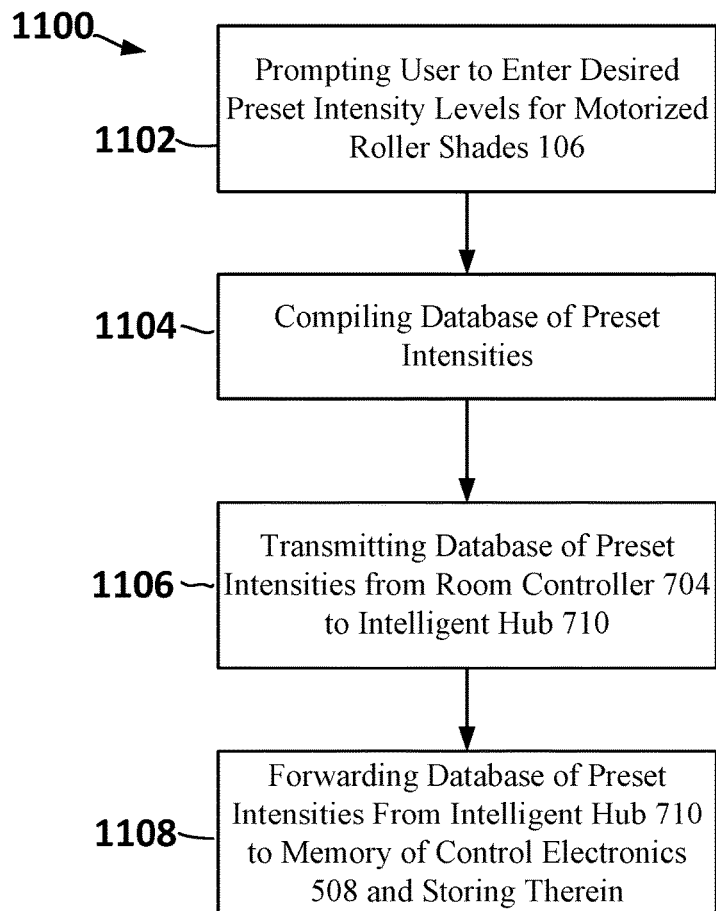 1100
Prompting User to Enter Desired
Preset Intensity Levels for Motorized
Roller Shades 106
1102
1104
Compiling Database of Preset
Intensities
Transmitting Database of Preset
Intensities from Room Controller 704
to Intelligent Hub 710
1106
Forwarding Database of Preset
Intensities From Intelligent Hub 710
to Memory of Control Electronics
508 and Storing Therein
1108